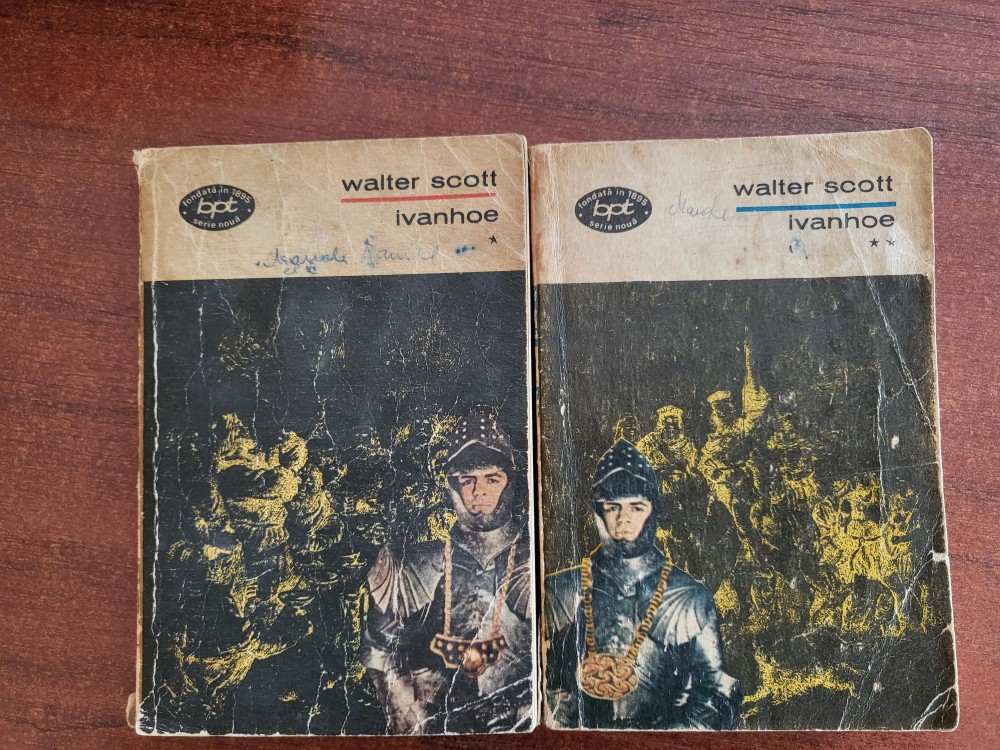 fondată în 1895
bpt
serie nouă
walter scott
ivanhoe
*
fondată în 1895
bpt
serie nouă
walter scott
ivanhoe
**